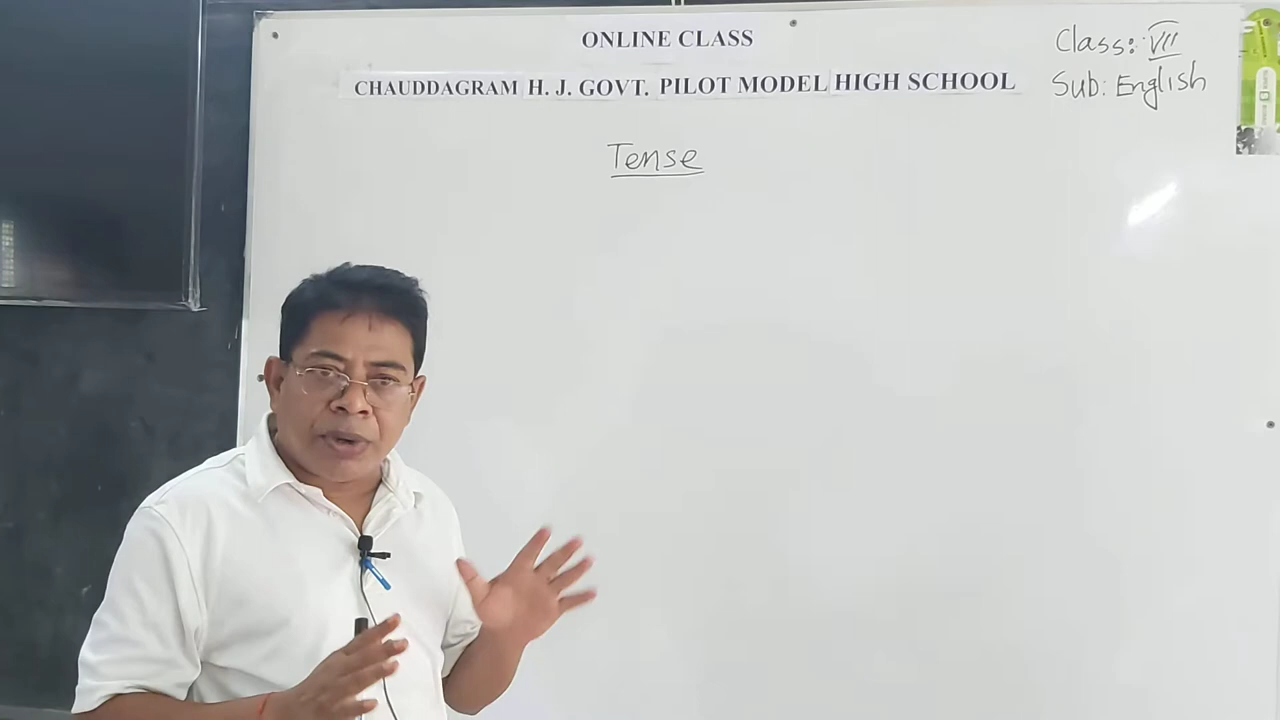 ONLINE CLASS
CHAUDDAGRAM H. J. GOVT. PILOT MODEL HIGH SCHOOL
Class: VII
Sub: English
Tense